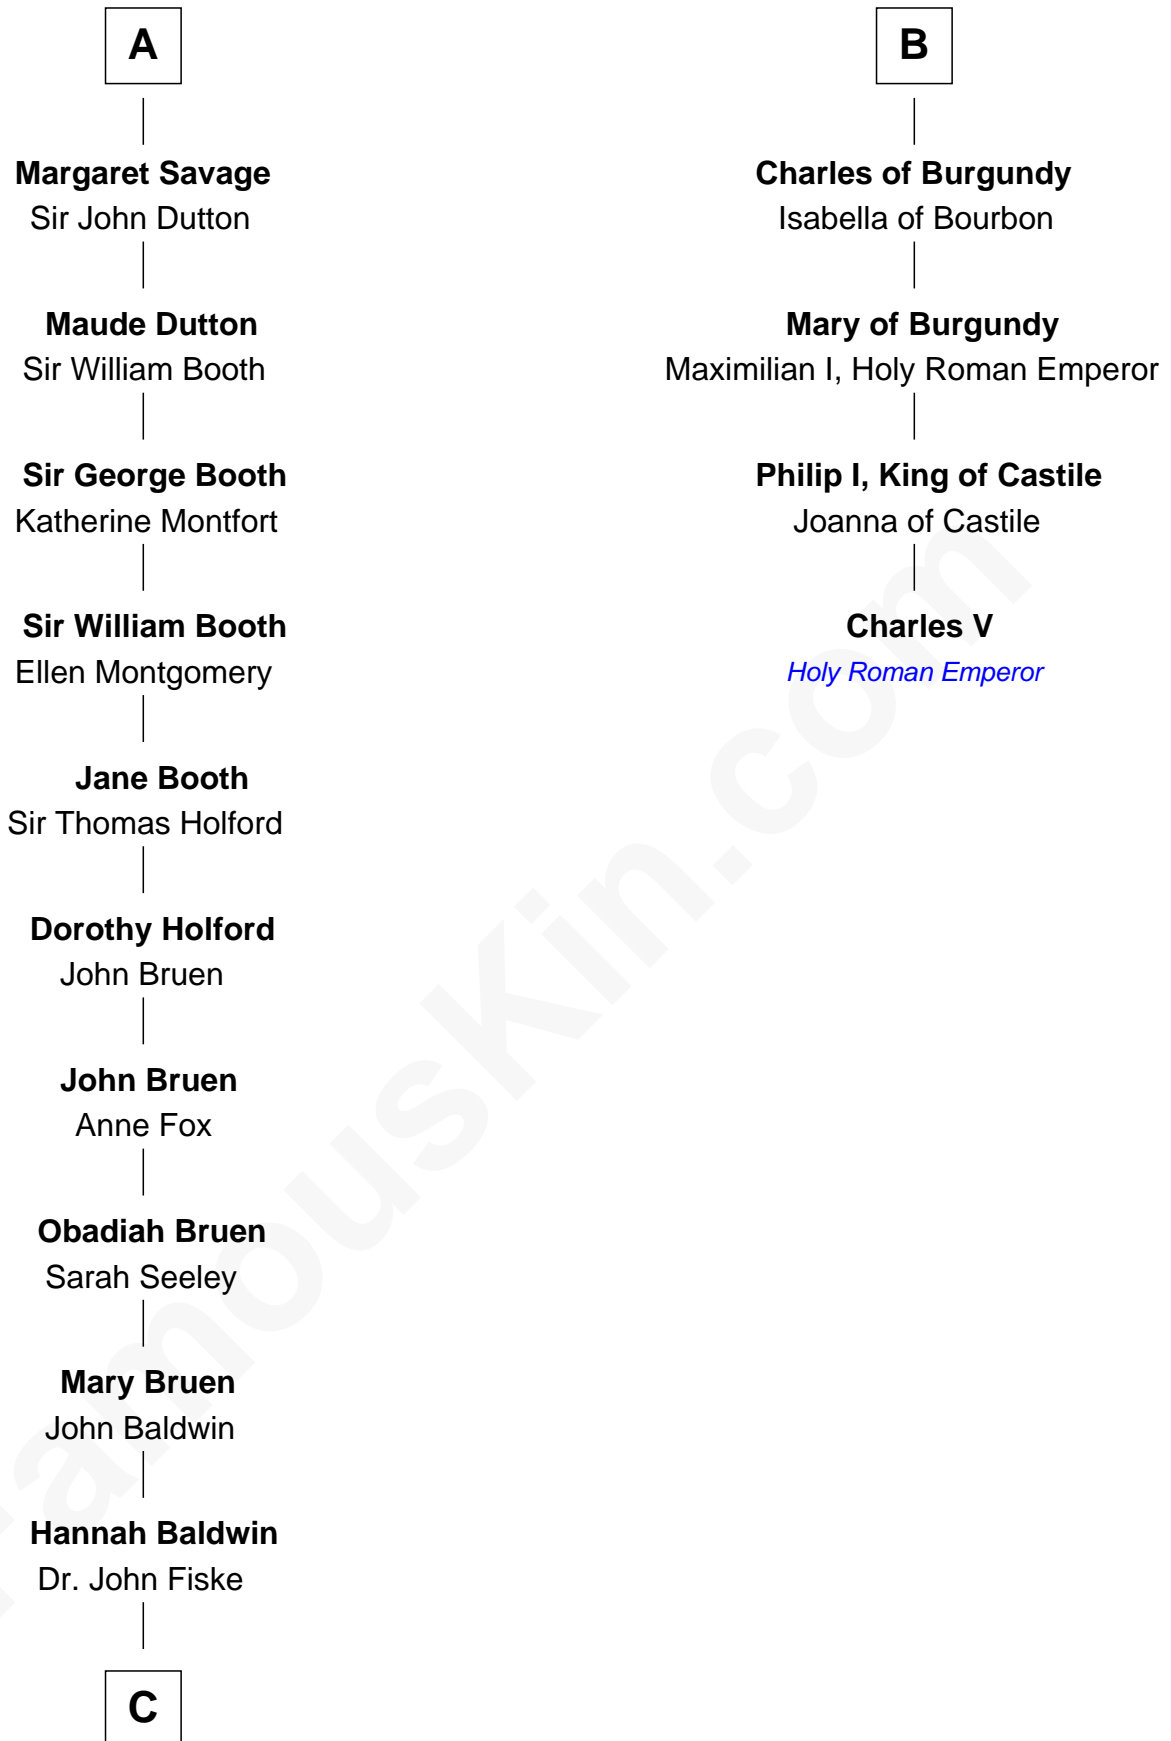 A
Margaret Savage
Sir John Dutton
Maude Dutton
Sir William Booth
Sir George Booth
Katherine Montfort
Sir William Booth
Ellen Montgomery
Jane Booth
Sir Thomas Holford
Dorothy Holford
John Bruen
John Bruen
Anne Fox
Obadiah Bruen
Sarah Seeley
Mary Bruen
John Baldwin
Hannah Baldwin
Dr. John Fiske
C
B
Charles of Burgundy
Isabella of Bourbon
Mary of Burgundy
Maximilian I, Holy Roman Emperor
Philip I, King of Castile
Joanna of Castile
Charles V
Holy Roman Emperor
FamousKin.com